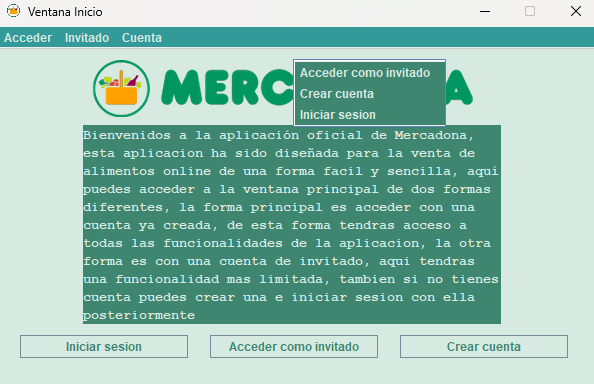 Ventana Inicio
Acceder Invitado Cuenta
MERC
A
Acceder como invitado
Crear cuenta
Iniciar sesion
Bienvenidos a la aplicación oficial de Mercadona,
esta aplicacion ha sido diseñada para la venta de
alimentos online de una forma facil y sencilla, aquí
puedes acceder a la ventana principal de dos formas
diferentes, la forma principal es acceder con una
cuenta ya creada, de esta forma tendras acceso a
todas las funcionalidades de la aplicacion, la otra
forma es con una cuenta de invitado, aqui tendras
una funcionalidad mas limitada, tambien si no tienes
cuenta puedes crear una e iniciar sesion con ella
posteriormente
Iniciar sesion Acceder como invitado Crear cuenta